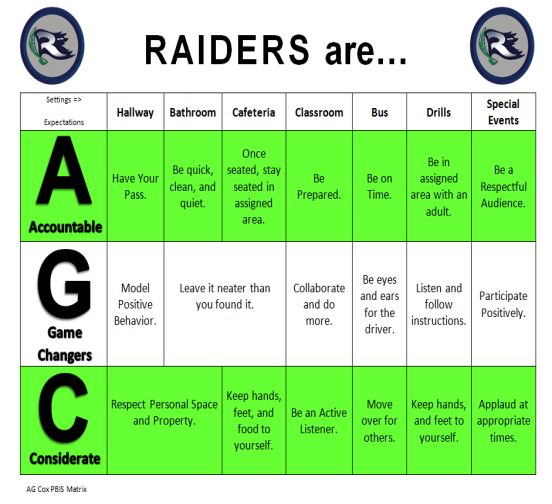 RAIDERS are...
Settings =>
Expectations
Hallway
Bathroom
Cafeteria
Classroom
Bus
Drills
Special
Events
A
Accountable
Have Your
Pass.
Be quick,
clean, and
quiet.
Once
seated, stay
seated in
assigned
area.
Be
Prepared.
Be on
Time.
Be in
assigned
area with an
adult.
Be a
Respectful
Audience.
G
Game
Changers
Model
Positive
Behavior.
Leave it neater than
you found it.
Collaborate
and do
more.
Be eyes
and ears
for the
driver.
Listen and
follow
instructions.
Participate
Positively.
C
Considerate
Respect Personal Space
and Property.
Keep hands,
feet, and
food to
yourself.
Be an Active
Listener.
Move
over for
others.
Keep hands,
and feet to
yourself.
Applaud at
appropriate
times.
AG Cox PBIS Matrix